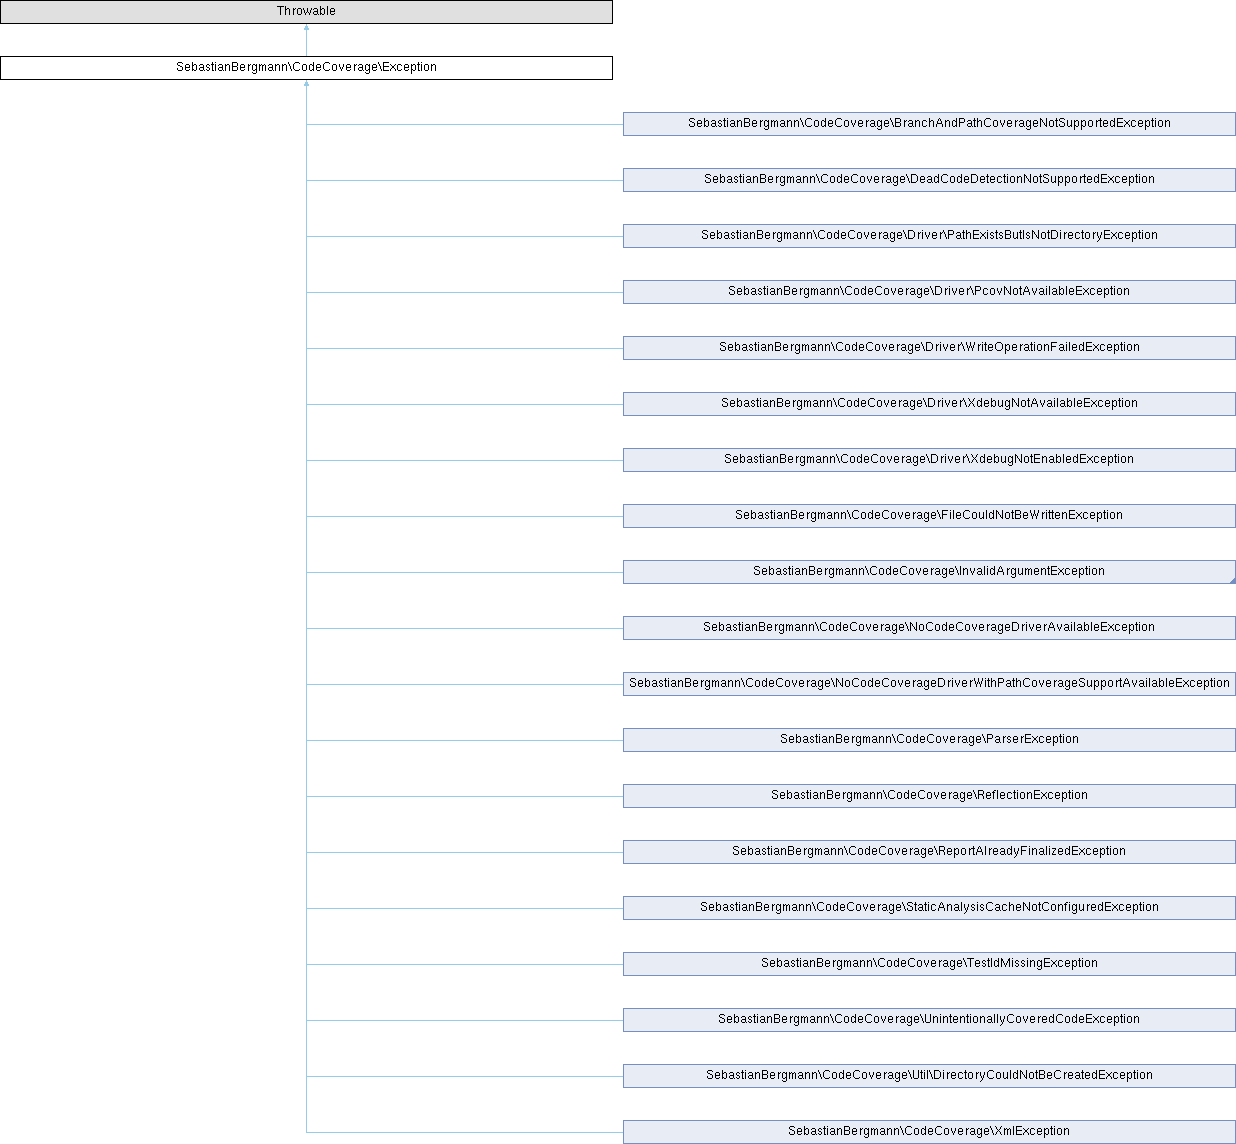 Throwable
SebastianBergmann\CodeCoverage\Exception
SebastianBergmann\CodeCoverage\BranchAndPathCoverageNotSupportedException
SebastianBergmann\CodeCoverage\DeadCodeDetectionNotSupportedException
SebastianBergmann\CodeCoverage\Driver\PathExistsButIsNotDirectoryException
SebastianBergmann\CodeCoverage\Driver\PcovNotAvailableException
SebastianBergmann\CodeCoverage\Driver\WriteOperationFailedException
SebastianBergmann\CodeCoverage\Driver\XdebugNotAvailableException
SebastianBergmann\CodeCoverage\Driver\XdebugNotEnabledException
SebastianBergmann\CodeCoverage\FileCouldNotBeWrittenException
SebastianBergmann\CodeCoverage\InvalidArgumentException
SebastianBergmann\CodeCoverage\NoCodeCoverageDriverAvailableException
SebastianBergmann\CodeCoverage\NoCodeCoverageDriverWithPathCoverageSupportAvailableException
SebastianBergmann\CodeCoverage\ParserException
SebastianBergmann\CodeCoverage\ReflectionException
SebastianBergmann\CodeCoverage\ReportAlreadyFinalizedException
SebastianBergmann\CodeCoverage\StaticAnalysisCacheNotConfiguredException
SebastianBergmann\CodeCoverage\TestIdMissingException
SebastianBergmann\CodeCoverage\UnintentionallyCoveredCodeException
SebastianBergmann\CodeCoverage\Util\DirectoryCouldNotBeCreatedException
SebastianBergmann\CodeCoverage\XmlException